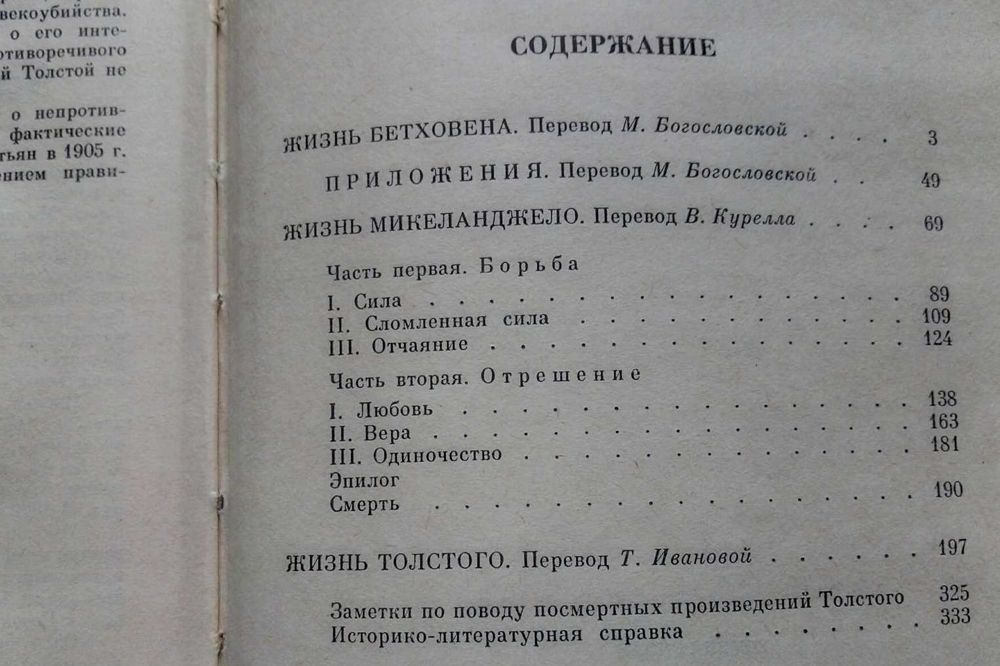 векоубийства.
о его инте-
отиворечивого
й Толстой не
о непротив-
фактические
тьян в 1905 г.
нием прави-
СОДЕРЖАНИЕ
ЖИЗНЬ БЕТХОВЕНА. Перевод М. Богословской . . . . 3
ПРИЛОЖЕНИЯ. Перевод М. Богословской . . 49
ЖИЗНЬ МИКЕЛАНДЖЕЛО. Перевод В. Курелла . . . . 69
Часть первая. Борьба
I. Сила . . . . . . . . . . . . . . . . . 89
II. Сломленная сила . . . . . . . . . . . 109
III. Отчаяние . . . . . . . . . . . . . . 124
Часть вторая. Отрешение
I. Любовь . . . . . . . . . . . . . . . 138
II. Вера . . . . . . . . . . . . . . . . 163
III. Одиночество . . . . . . . . . . . . . 181
Эпилог
Смерть . . . . . . . . . . . . . . . . 190
ЖИЗНЬ ТОЛСТОГО. Перевод Т. Ивановой . . . . . . 197
Заметки по поводу посмертных произведений Толстого 325
Историко-литературная справка . . . . . . . . 333